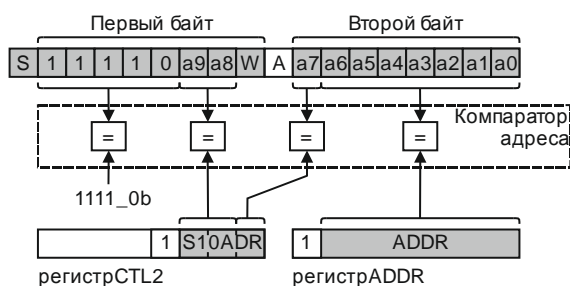 Первый байт Второй байт
S 1 1 1 1 0 a9 a8 W A a7 a6 a5 a4 a3 a2 a1 a0
Компаратор
= = = =
адреса
1111_0b
1 S10ADR 1 ADDR
регистрCTL2 регистрADDR